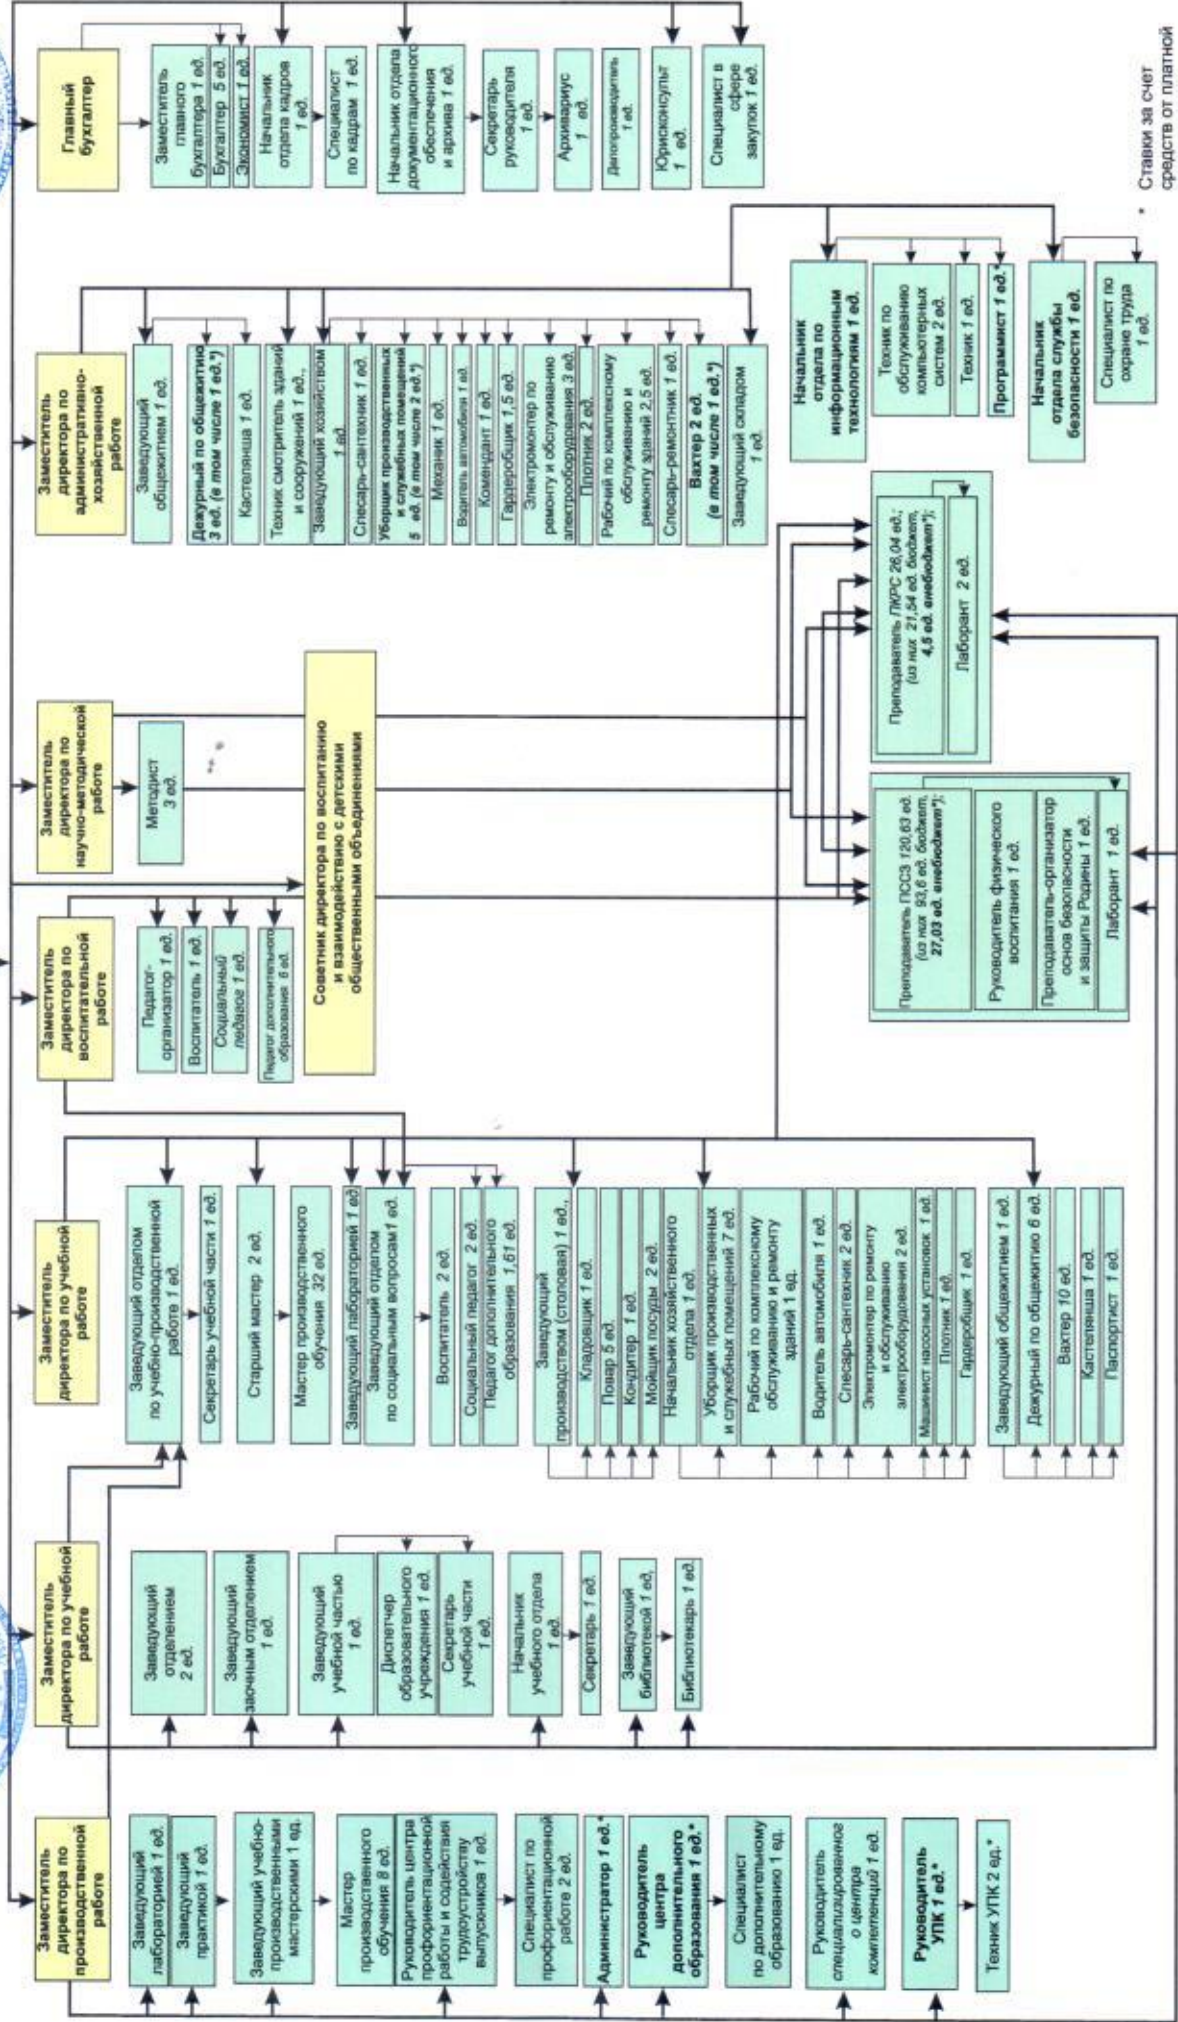 Заместитель
директора по
производственной
работе
Заведующий
лабораторией 1 ед.
Заведующий
практикой 1 ед.
Заведующий учебно-
производственными
мастерскими 1 ед.
Мастер
производственного
обучения 8 ед.
Руководитель центра
профориентационной
работы и содействия
трудоустройству
выпускников 1 ед.
Специалист по
профориентационной
работе 2 ед.
Администратор 1 ед.*
Руководитель
центра
дополнительного
образования 1 ед.*
Специалист
по дополнительному
образованию 1 ед.
Руководитель
специализированног
о центра
компетенций 1 ед.
Руководитель
УПК 1 ед.*
Техник УПК 2 ед.*
Заместитель
директора по учебной
работе
Заведующий
отделением
2 ед.
Заведующий
заочным отделением
1 ед.
Заведующий
учебной частью
1 ед.
Диспетчер
образовательного
учреждения 1 ед.
Секретарь
учебной части
1 ед.
Начальник
учебного отдела
1 ед.
Секретарь 1 ед.
Заведующий
библиотекой 1 ед.
Библиотекарь 1 ед.
Заместитель
директора по учебной
работе
Заведующий отделом
по учебно-производственной
работе 1 ед.
Секретарь учебной части 1 ед.
Старший мастер 2 ед.
Мастер производственного
обучения 32 ед.
Заведующий лабораторией 1 ед.
Заведующий отделом
по социальным вопросам 1 ед.
Воспитатель 2 ед.
Социальный педагог 2 ед.
Педагог дополнительного
образования 1,61 ед.
Заведующий
производством (столовая) 1 ед.,
Кладовщик 1 ед.
Повар 5 ед.
Кондитер 1 ед.
Мойщик посуды 2 ед.
Начальник хозяйственного
отдела 1 ед.
Уборщик производственных
и служебных помещений 7 ед.
Рабочий по комплексному
обслуживанию и ремонту
зданий 1 ед.
Водитель автомобиля 1 ед.
Слесарь-сантехник 2 ед.
Электромонтер по ремонту
и обслуживанию
электрооборудования 2 ед.
Машинист насосных установок 1 ед.
Плотник 1 ед.
Гардеробщик 1 ед.
Заведующий общежитием 1 ед.
Дежурный по общежитию 6 ед.
Вахтер 10 ед.
Кастелянша 1 ед.
Паспортист 1 ед.
Заместитель
директора по
воспитательной
работе
Педагог-
организатор 1 ед.
Воспитатель 1 ед.
Социальный
педагог 1 ед.
Педагог дополнительного
образования 6 ед.
Заместитель
директора по
научно-методической
работе
Методист
3 ед.
Советник директора по воспитанию
и взаимодействию с детскими
общественными объединениями
Преподаватель ПССЗ 120,63 ед.
(из них 93,6 ед. бюджет,
27,03 ед. внебюджет*);
Руководитель физического
воспитания 1 ед.
Преподаватель-организатор
основ безопасности
и защиты Родины 1 ед.
Лаборант 1 ед.
Преподаватель ПКРС 26,04 ед.;
(из них 21,54 ед. бюджет,
4,5 ед. внебюджет*);
Лаборант 2 ед.
Заместитель
директора по
административно-
хозяйственной
работе
Заведующий
общежитием 1 ед.
Дежурный по общежитию
3 ед. (в том числе 1 ед.*)
Кастелянша 1 ед.
Техник смотритель зданий
и сооружений 1 ед.,
Заведующий хозяйством
1 ед.
Слесарь-сантехник 1 ед.
Уборщик производственных
и служебных помещений
5 ед. (в том числе 2 ед.*)
Механик 1 ед.
Водитель автомобиля 1 ед.
Комендант 1 ед.
Гардеробщик 1,5 ед.
Электромонтер по
ремонту и обслуживанию
электрооборудования 3 ед.
Плотник 2 ед.
Рабочий по комплексному
обслуживанию и
ремонту зданий 2,5 ед.
Слесарь-ремонтник 1 ед.
Вахтер 2 ед.
(в том числе 1 ед.*)
Заведующий складом
1 ед.
Начальник
отдела по
информационным
технологиям 1 ед.
Техник по
обслуживанию
компьютерных
систем 2 ед.
Техник 1 ед.
Программист 1 ед.*
Начальник
отдела службы
безопасности 1 ед.
Специалист по
охране труда
1 ед.
Главный
бухгалтер
Заместитель
главного
бухгалтера 1 ед.
Бухгалтер 5 ед.
Экономист 1 ед.
Начальник
отдела кадров
1 ед.
Специалист
по кадрам 1 ед.
Начальник отдела
документационного
обеспечения
и архива 1 ед.
Секретарь
руководителя
1 ед.
Архивариус
1 ед.
Делопроизводитель
1 ед.
Юрисконсульт
1 ед.
Специалист в
сфере
закупок 1 ед.
* Ставки за счет
средств от платной